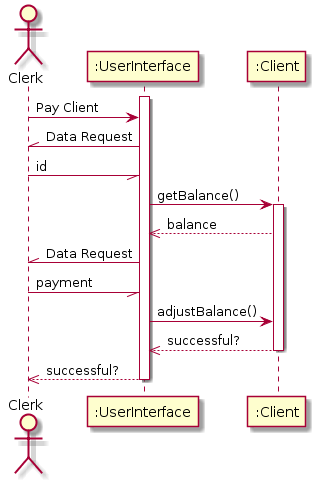 :UserInterface
:Client
Clerk
Pay Client
Data Request
id
getBalance()
balance
Data Request
payment
adjustBalance()
successful?
successful?
Clerk
:UserInterface
:Client